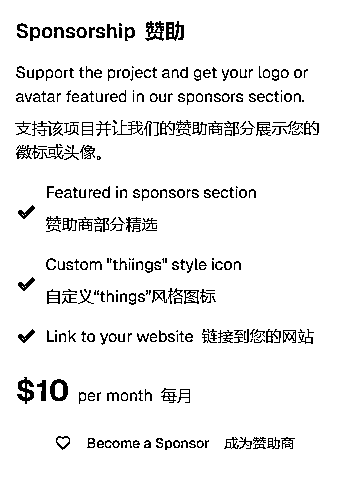 Sponsorship 赞助
Support the project and get your logo or
avatar featured in our sponsors section.
支持该项目并让我们的赞助商部分展示您的
徽标或头像。
Featured in sponsors section
赞助商部分精选
Custom "thiings" style icon
自定义“things”风格图标
Link to your website 链接到您的网站
$10 per month 每月
Become a Sponsor 成为赞助商